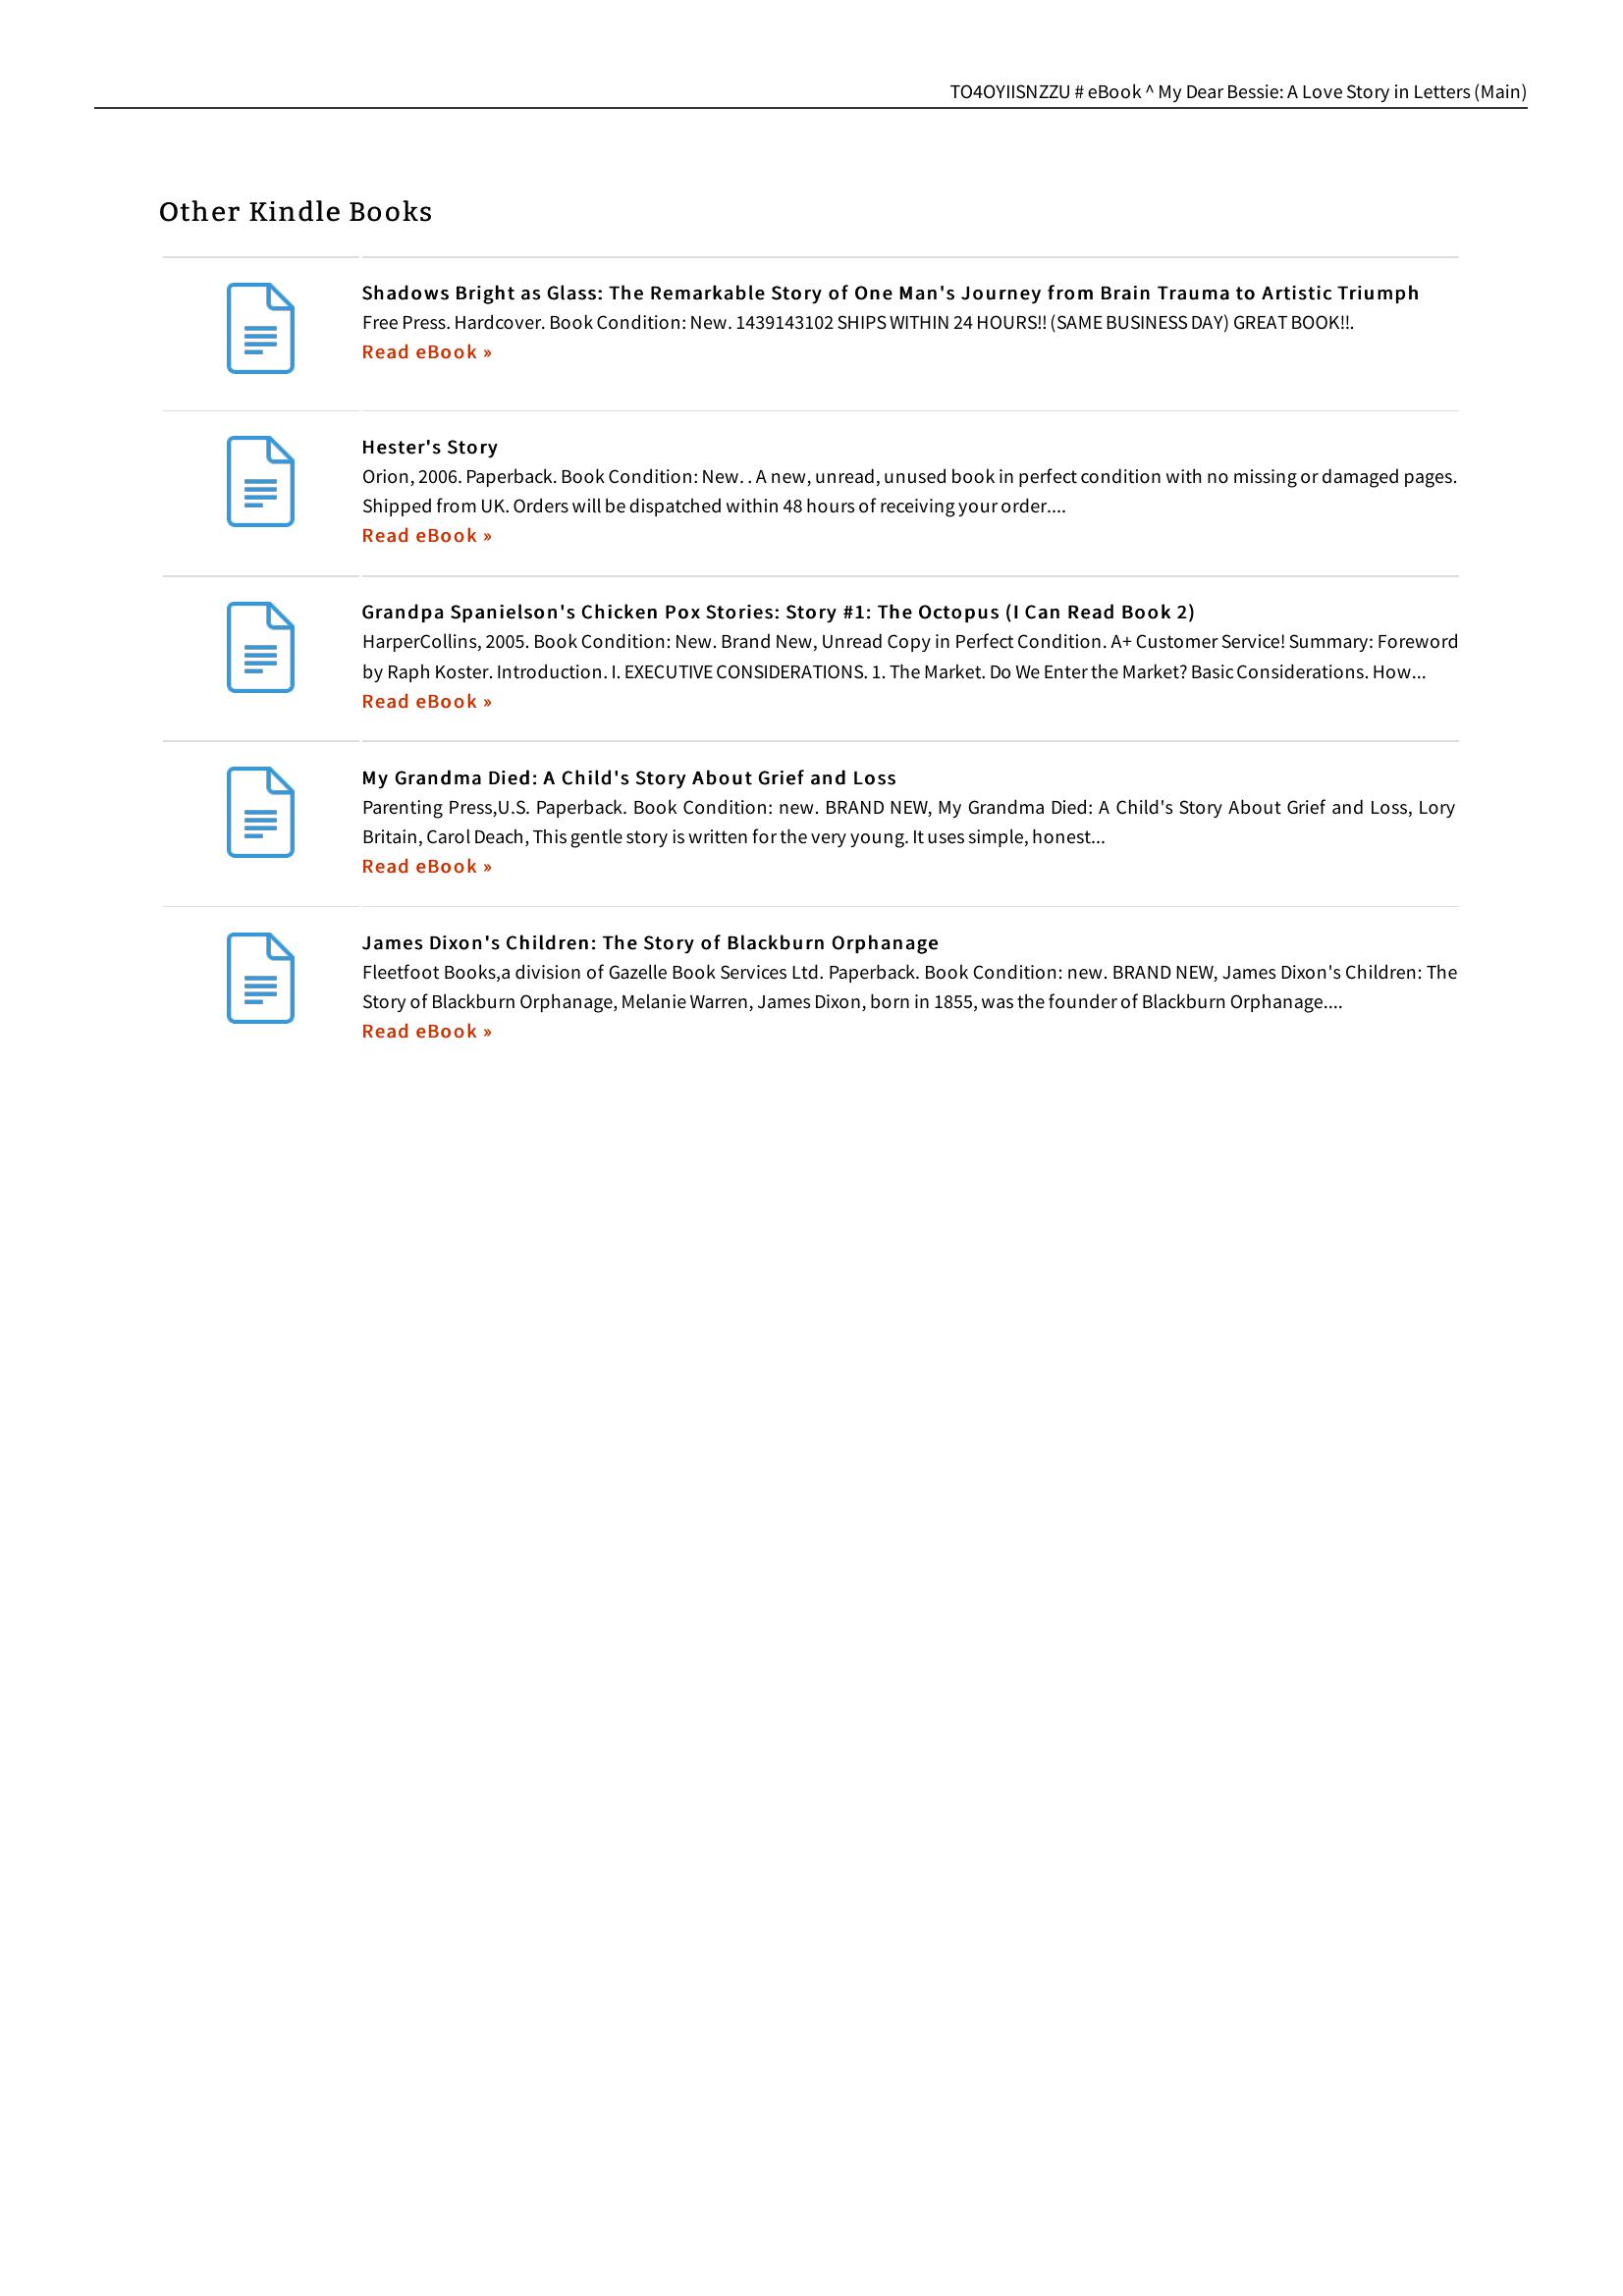 TO4OYIISNZZU # eBook ^ My Dear Bessie: A Love Story in Letters (Main)
Other Kindle Books
Shadows Bright as Glass: The Remarkable Story of One Man's Journey from Brain Trauma to Artistic Triumph
Free Press. Hardcover. Book Condition: New. 1439143102 SHIPS WITHIN 24 HOURS!! (SAME BUSINESS DAY) GREAT BOOK!!.
Read eBook »
Hester's Story
Orion, 2006. Paperback. Book Condition: New. . A new, unread, unused book in perfect condition with no missing or damaged pages.
Shipped from UK. Orders will be dispatched within 48 hours of receiving your order....
Read eBook »
Grandpa Spanielson's Chicken Pox Stories: Story #1: The Octopus (I Can Read Book 2)
HarperCollins, 2005. Book Condition: New. Brand New, Unread Copy in Perfect Condition. A+ Customer Service! Summary: Foreword
by Raph Koster. Introduction. I. EXECUTIVE CONSIDERATIONS. 1. The Market. Do We Enter the Market? Basic Considerations. How...
Read eBook »
My Grandma Died: A Child's Story About Grief and Loss
Parenting Press,U.S. Paperback. Book Condition: new. BRAND NEW, My Grandma Died: A Child's Story About Grief and Loss, Lory
Britain, Carol Deach, This gentle story is written for the very young. It uses simple, honest...
Read eBook »
James Dixon's Children: The Story of Blackburn Orphanage
Fleetfoot Books,a division of Gazelle Book Services Ltd. Paperback. Book Condition: new. BRAND NEW, James Dixon's Children: The
Story of Blackburn Orphanage, Melanie Warren, James Dixon, born in 1855, was the founder of Blackburn Orphanage....
Read eBook »